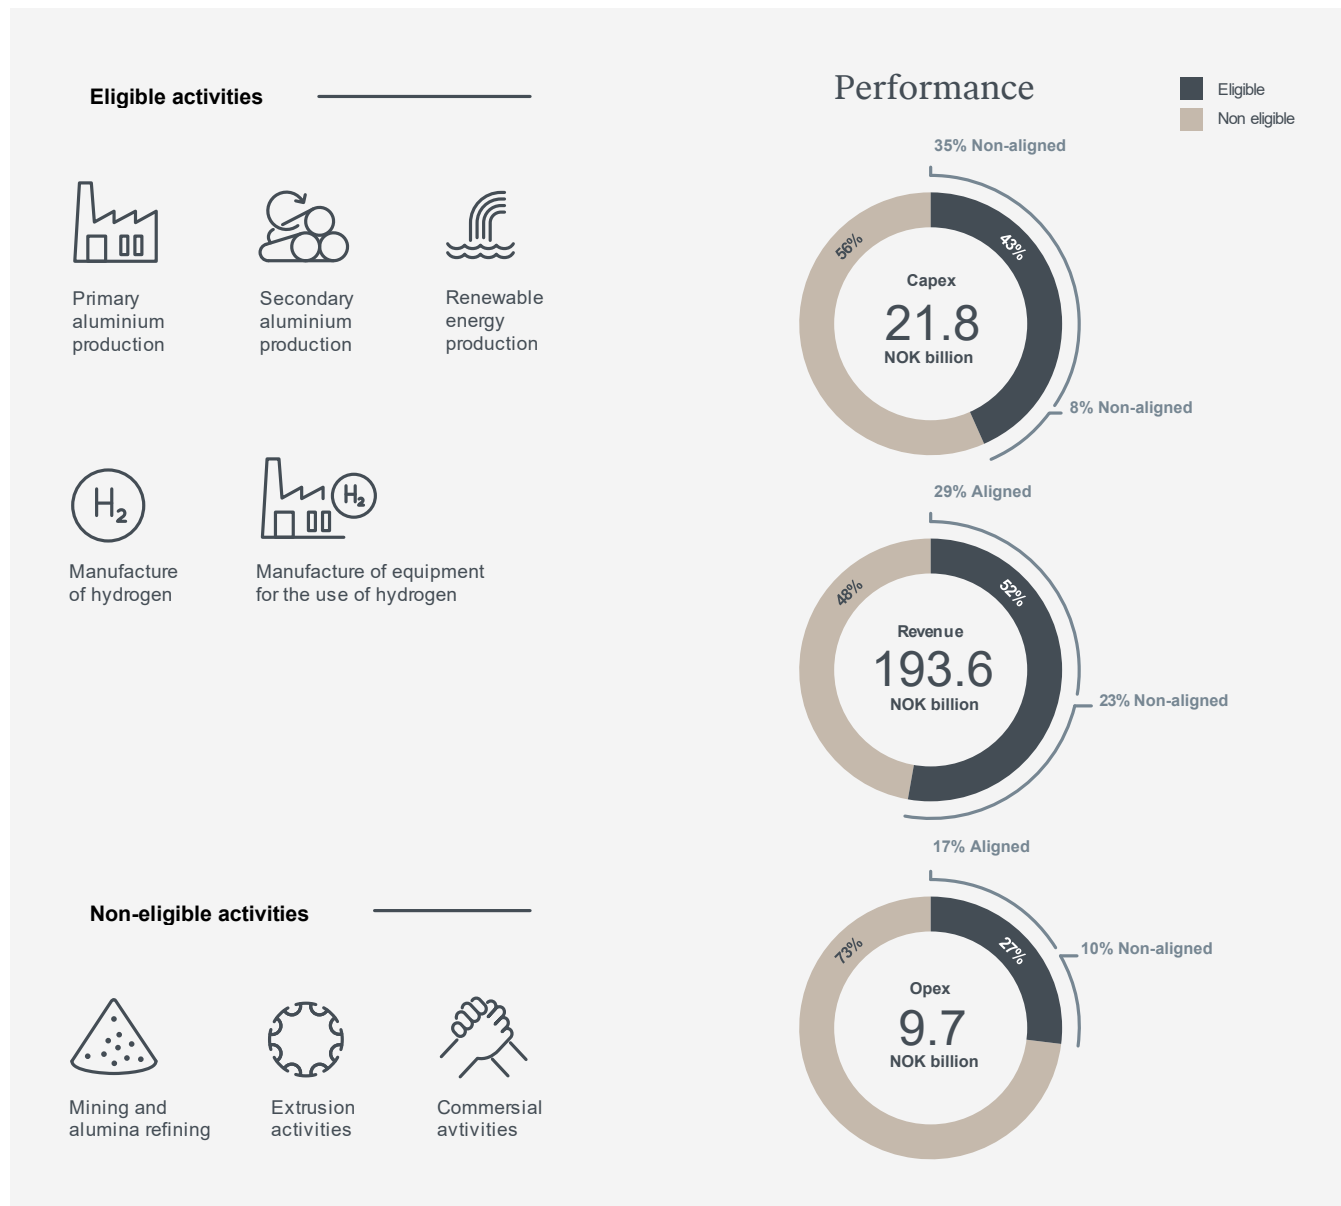 Eligible activities
Primary
aluminium
production
Secondary
aluminium
production
Renewable
energy
production
H2
Manufacture
of hydrogen
H2
Manufacture of equipment
for the use of hydrogen
Non-eligible activities
Mining and
alumina refining
Extrusion
activities
Commersial
avtivities
Performance
Eligible
Non eligible
35% Non-aligned
56%
43%
Capex
21.8
NOK billion
8% Non-aligned
29% Aligned
48%
52%
Revenue
193.6
NOK billion
23% Non-aligned
17% Aligned
73%
27%
10% Non-aligned
Opex
9.7
NOK billion